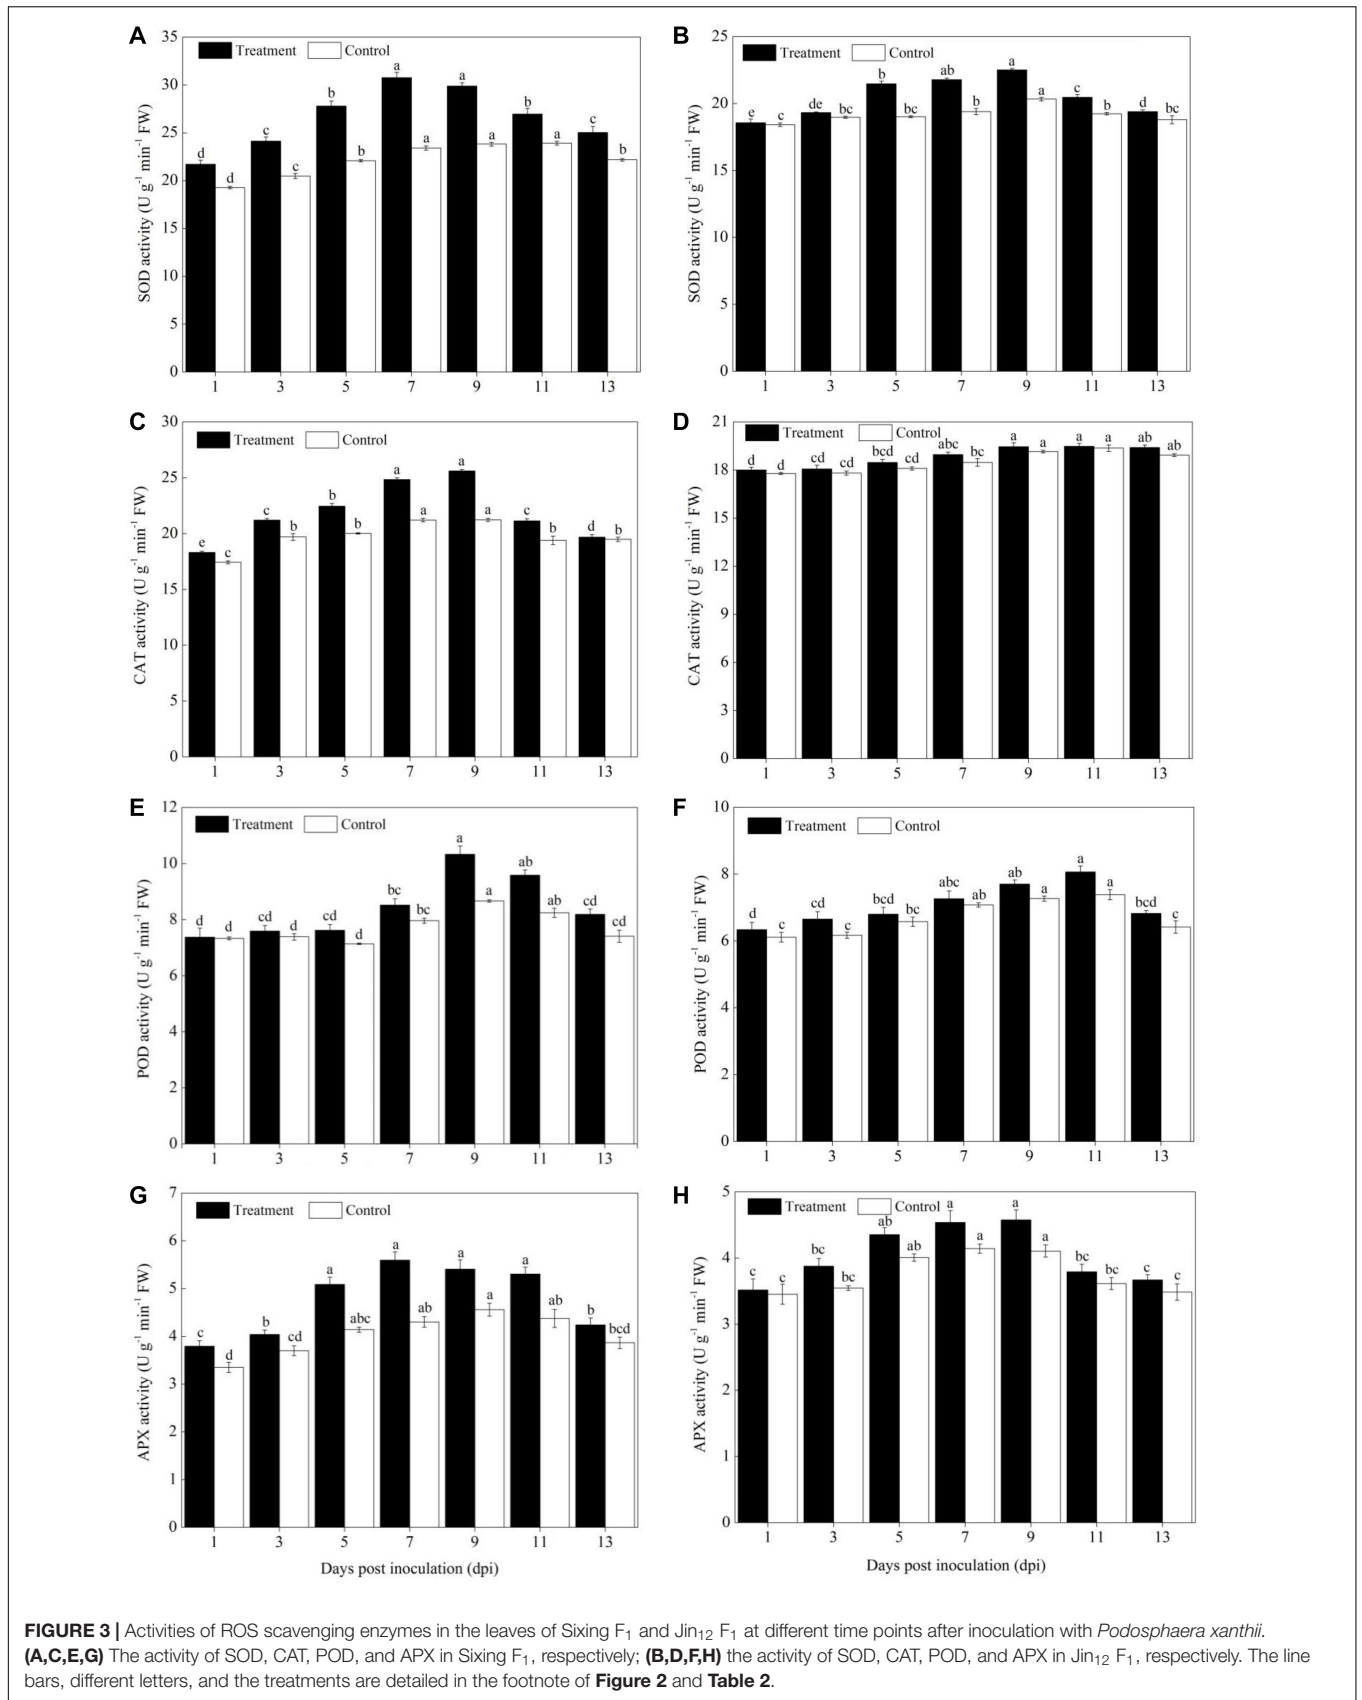 A
Treatment Control
SOD activity (U g-1 min-1 FW)
35
30
25
20
15
10
5
0
d d c c b b a a a a b a c b
1 3 5 7 9 11 13
B
Treatment Control
SOD activity (U g-1 min-1 FW)
25
20
15
10
5
0
e c de bc b bc ab b a a c b d bc
1 3 5 7 9 11 13
C
Treatment Control
CAT activity (U g-1 min-1 FW)
30
25
20
15
10
5
0
e c c b b b a a a a c b d b
1 3 5 7 9 11 13
D
Treatment Control
CAT activity (U g-1 min-1 FW)
21
18
15
12
9
6
3
0
d d cd cd bcd cd abc bc a a a a ab ab
1 3 5 7 9 11 13
E
Treatment Control
POD activity (U g-1 min-1 FW)
12
10
8
6
4
2
0
d d cd d cd d bc bc a a ab ab cd cd
1 3 5 7 9 11 13
F
Treatment Control
POD activity (U g-1 min-1 FW)
10
8
6
4
2
0
d c cd c bcd bc abc ab ab a a a bcd c
1 3 5 7 9 11 13
G
Treatment Control
APX activity (U g-1 min-1 FW)
7
6
5
4
3
2
1
0
c d b cd a abc a ab a a a ab b bcd
1 3 5 7 9 11 13
Days post inoculation (dpi)
H
Treatment Control
APX activity (U g-1 min-1 FW)
5
4
3
2
1
0
c c bc bc ab ab a a a a bc bc c c
1 3 5 7 9 11 13
Days post inoculation (dpi)
FIGURE 3 | Activities of ROS scavenging enzymes in the leaves of Sixing F1 and Jin12 F1 at different time points after inoculation with Podosphaera xanthii.
(A,C,E,G) The activity of SOD, CAT, POD, and APX in Sixing F1, respectively; (B,D,F,H) the activity of SOD, CAT, POD, and APX in Jin12 F1, respectively. The line
bars, different letters, and the treatments are detailed in the footnote of Figure 2 and Table 2.